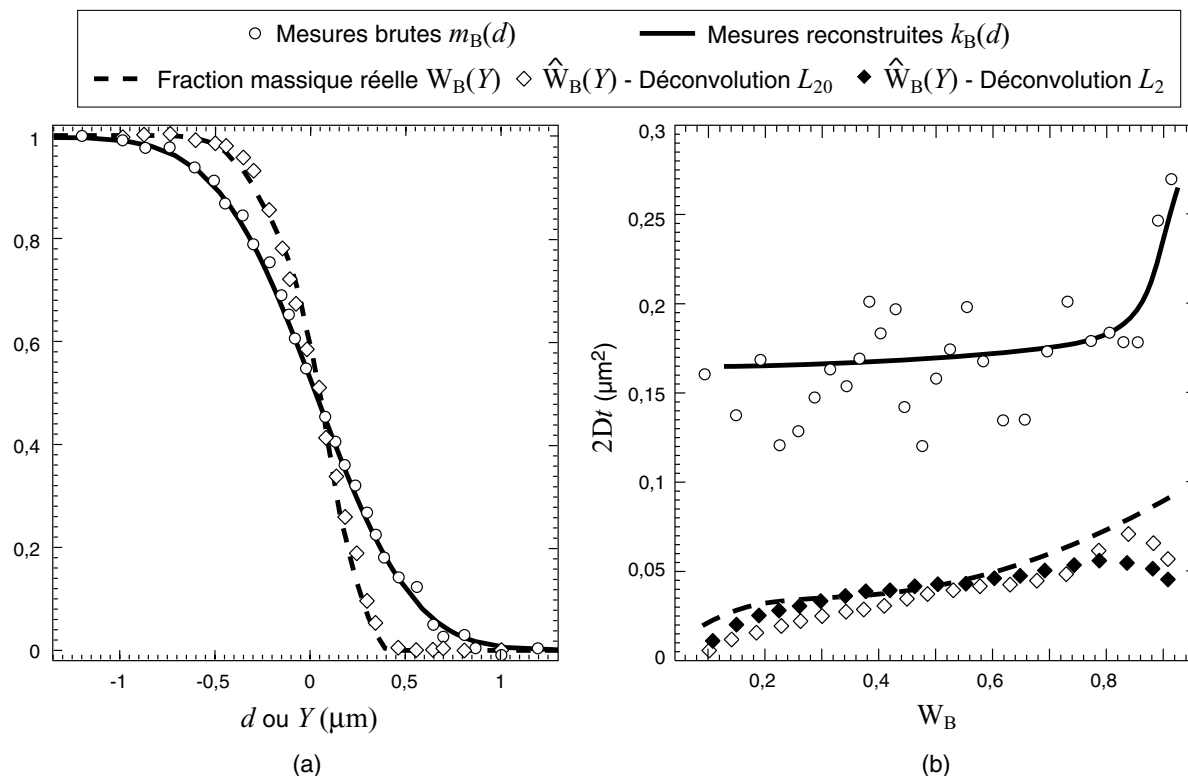 Mesures brutes m_B(d)
Mesures reconstruites k_B(d)
Fraction massique réelle W_B(Y)
Ŵ_B(Y) - Déconvolution L_20
Ŵ_B(Y) - Déconvolution L_2
1
0,8
0,6
0,4
0,2
0
-1
-0,5
0
0,5
1
d ou Y (µm)
(a)
0,3
0,25
0,2
0,15
0,1
0,05
0
2Dt (µm²)
0,2
0,4
0,6
0,8
W_B
(b)